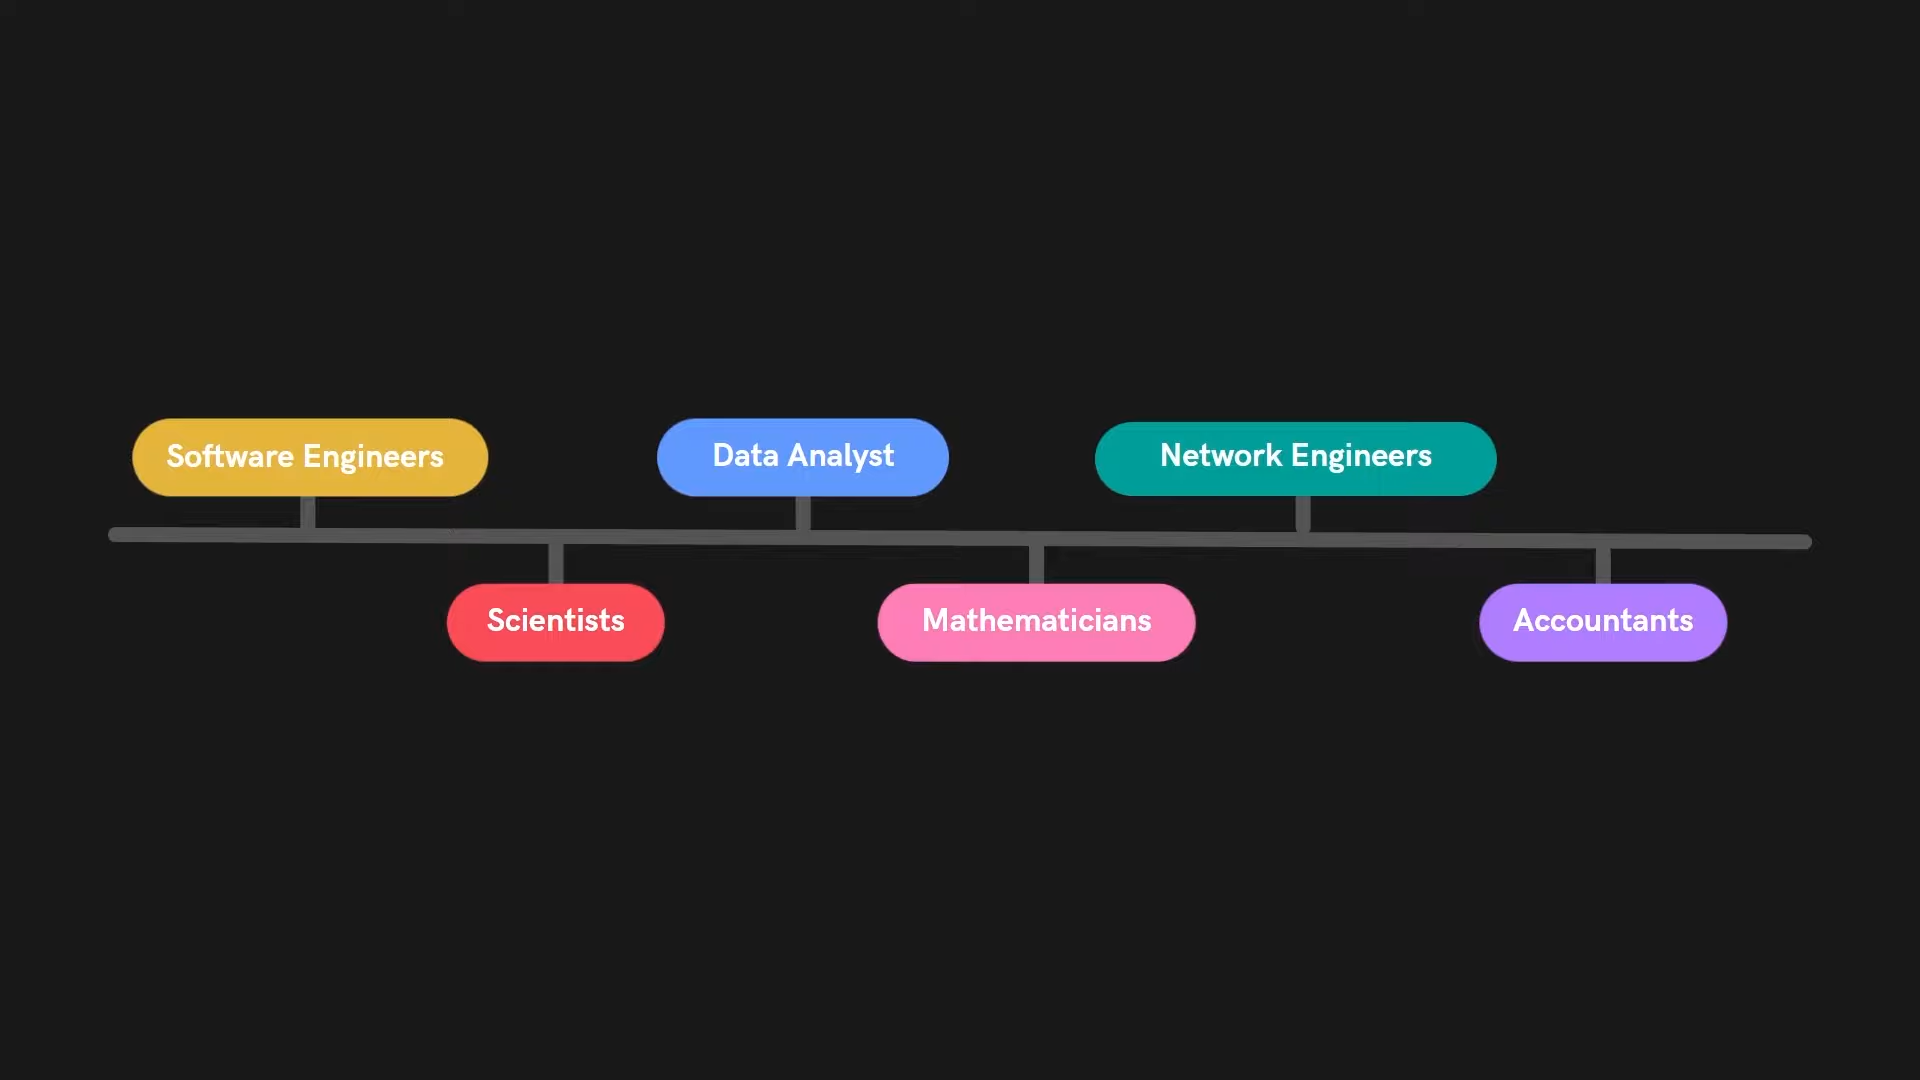 Software Engineers
Data Analyst
Network Engineers
Scientists
Mathematicians
Accountants